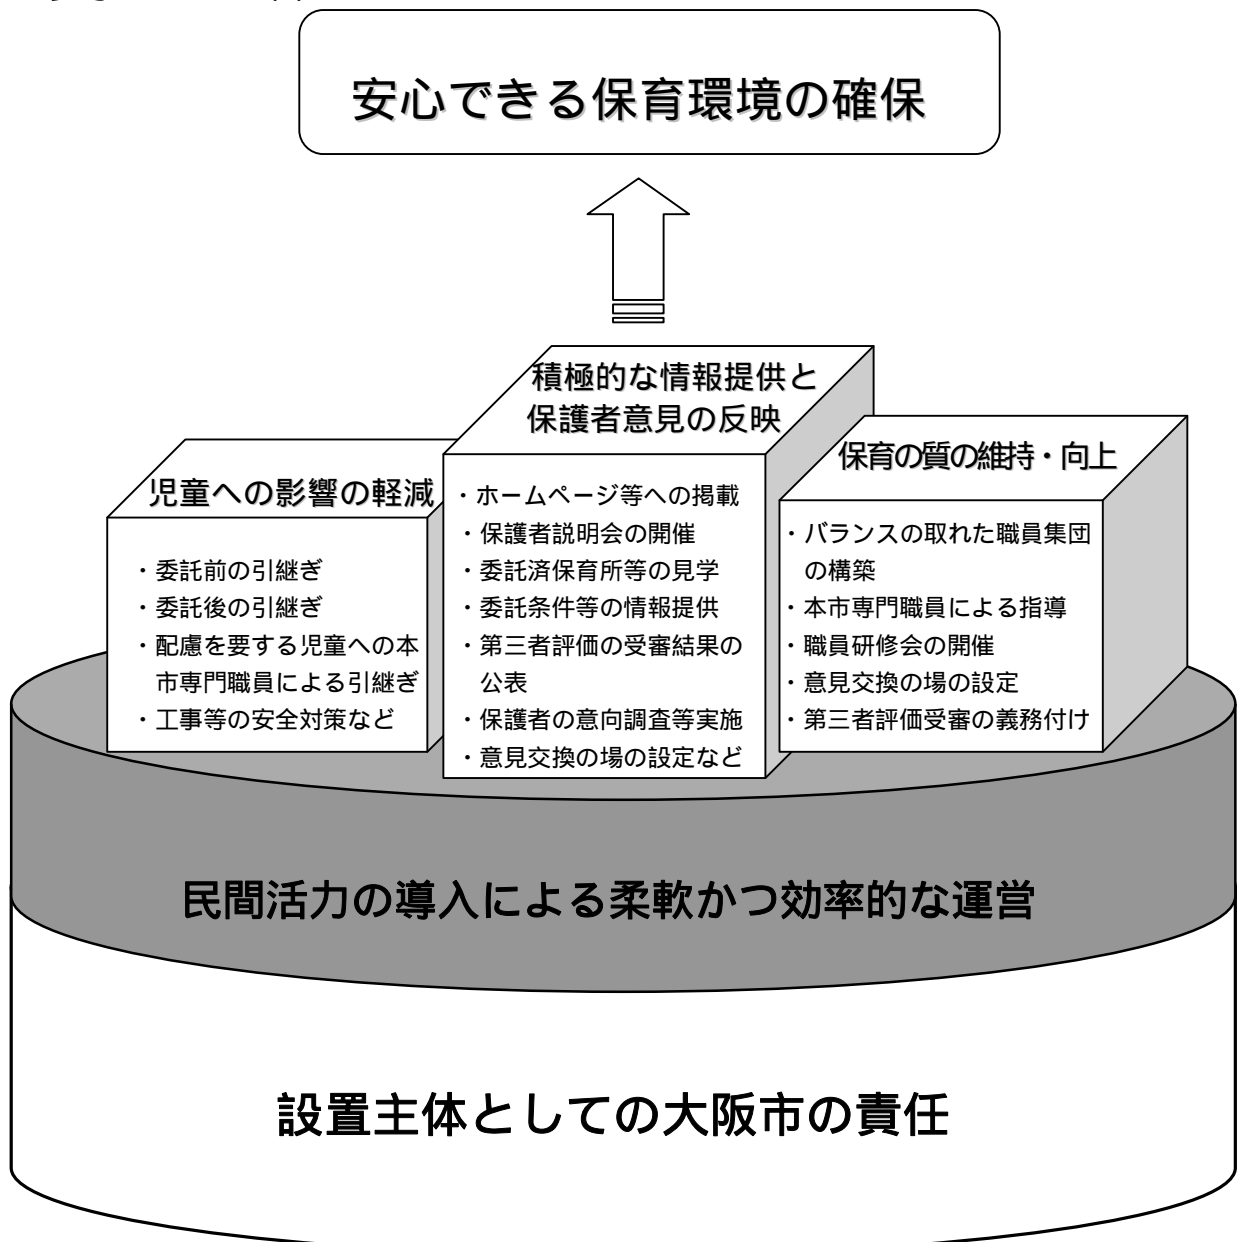 安心できる保育環境の確保
積極的な情報提供と
保護者意見の反映
児童への影響の軽減
保育の質の維持・向上
・委託前の引継ぎ
・委託後の引継ぎ
・配慮を要する児童への本
市専門職員による引継ぎ
・工事等の安全対策など
・ホームページ等への掲載
・保護者説明会の開催
・委託済保育所等の見学
・委託条件等の情報提供
・第三者評価の受審結果の
公表
・保護者の意向調査等実施
・意見交換の場の設定など
・バランスの取れた職員集団
の構築
・本市専門職員による指導
・職員研修会の開催
・意見交換の場の設定
・第三者評価受審の義務付け
民間活力の導入による柔軟かつ効率的な運営
設置主体としての大阪市の責任